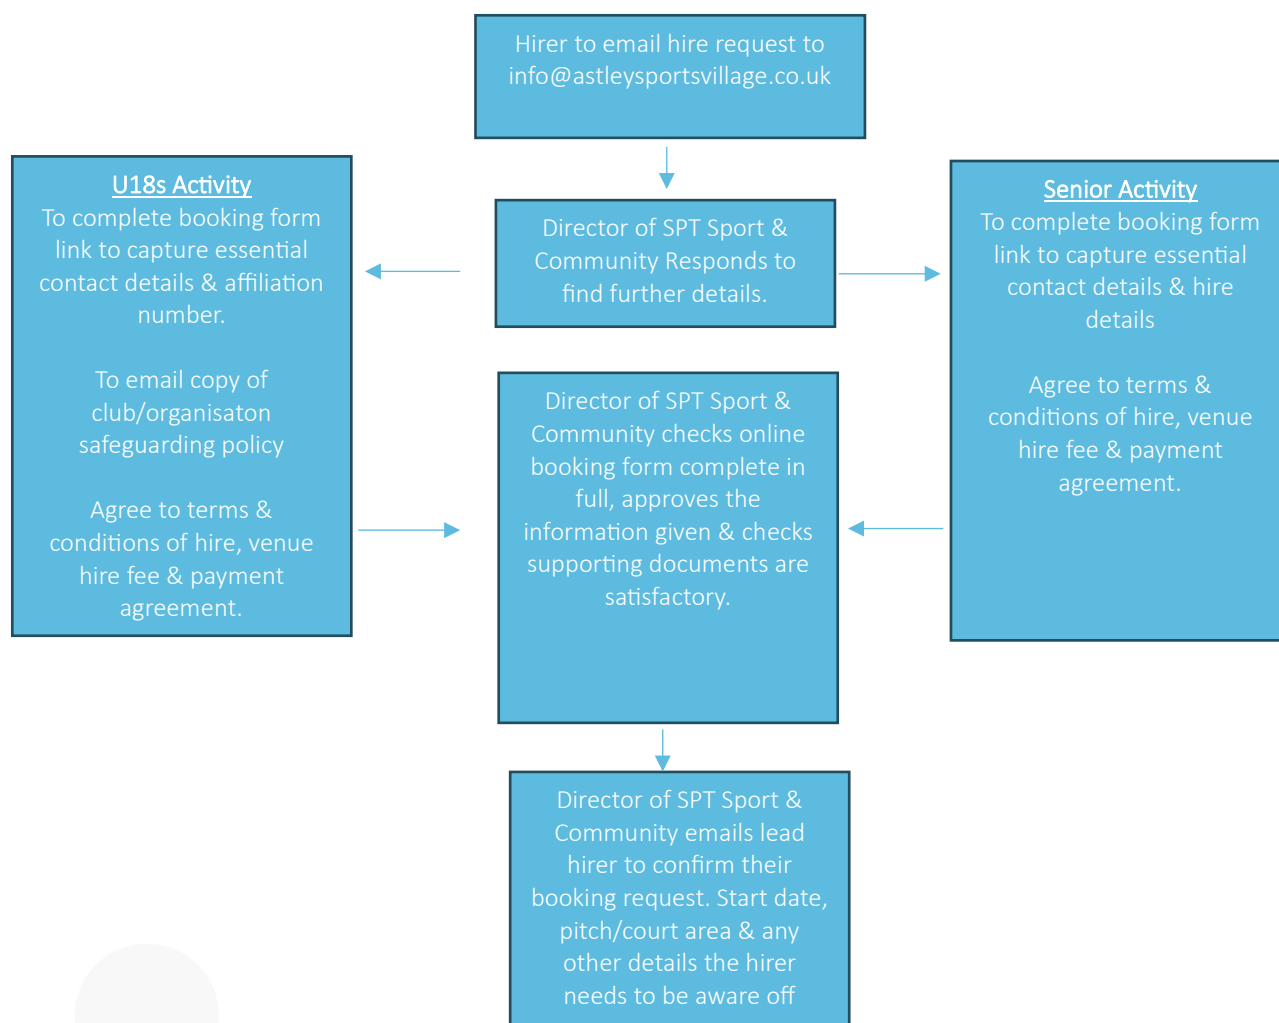 Hirer to email hire request to
info@astleysportsvillage.co.uk
Director of SPT Sport &
Community Responds to
find further details.
U18s Activity
To complete booking form
link to capture essential
contact details & affiliation
number.
To email copy of
club/organisaton
safeguarding policy
Agree to terms &
conditions of hire, venue
hire fee & payment
agreement.
Senior Activity
To complete booking form
link to capture essential
contact details & hire
details
Agree to terms &
conditions of hire, venue
hire fee & payment
agreement.
Director of SPT Sport &
Community checks online
booking form complete in
full, approves the
information given & checks
supporting documents are
satisfactory.
Director of SPT Sport &
Community emails lead
hirer to confirm their
booking request. Start date,
pitch/court area & any
other details the hirer
needs to be aware off